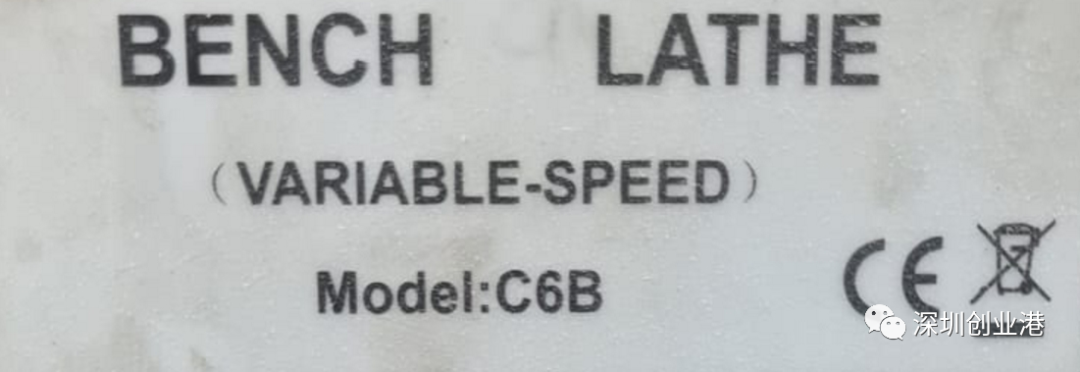 BENCH LATHE
（VARIABLE-SPEED）
Model:C6B
CE
深圳创业港